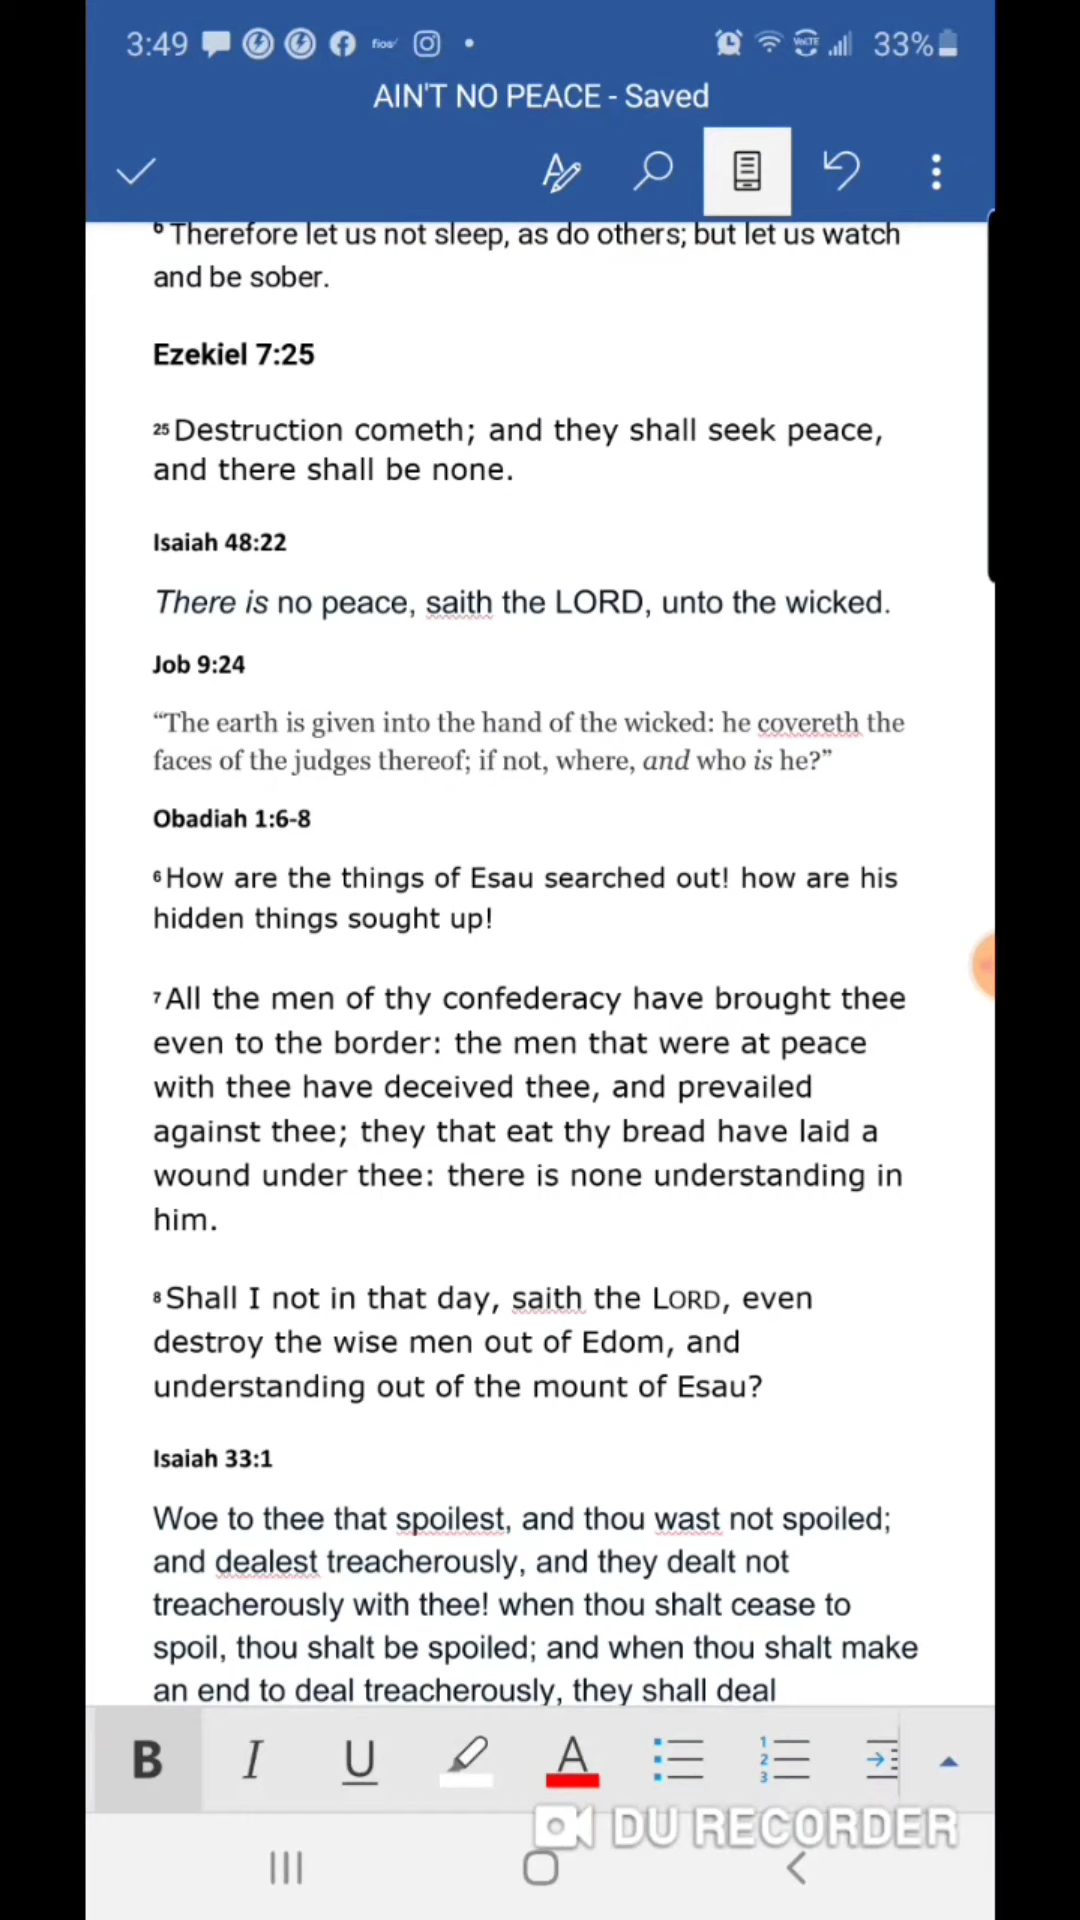 3:49 fios 33%
AIN'T NO PEACE - Saved
6 Therefore let us not sleep, as do others; but let us watch
and be sober.
Ezekiel 7:25
25 Destruction cometh; and they shall seek peace,
and there shall be none.
Isaiah 48:22
There is no peace, saith the LORD, unto the wicked.
Job 9:24
“The earth is given into the hand of the wicked: he covereth the
faces of the judges thereof; if not, where, and who is he?”
Obadiah 1:6-8
6 How are the things of Esau searched out! how are his
hidden things sought up!
7 All the men of thy confederacy have brought thee
even to the border: the men that were at peace
with thee have deceived thee, and prevailed
against thee; they that eat thy bread have laid a
wound under thee: there is none understanding in
him.
8 Shall I not in that day, saith the LORD, even
destroy the wise men out of Edom, and
understanding out of the mount of Esau?
Isaiah 33:1
Woe to thee that spoilest, and thou wast not spoiled;
and dealest treacherously, and they dealt not
treacherously with thee! when thou shalt cease to
spoil, thou shalt be spoiled; and when thou shalt make
an end to deal treacherously, they shall deal
B I U A 1 2 3
DU RECORDER